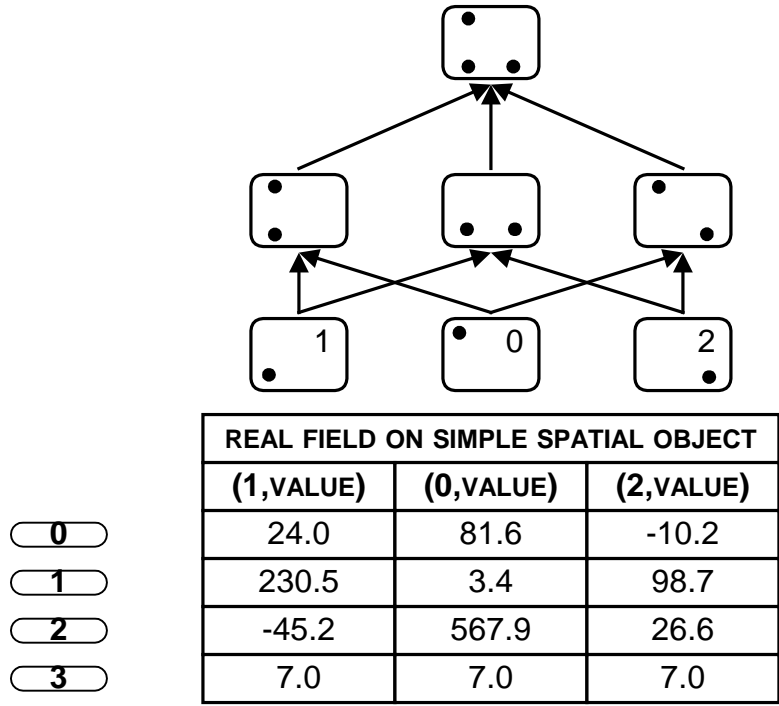 1 0 2
REAL FIELD ON SIMPLE SPATIAL OBJECT
(1,VALUE) (0,VALUE) (2,VALUE)
0 24.0 81.6 -10.2
1 230.5 3.4 98.7
2 -45.2 567.9 26.6
3 7.0 7.0 7.0